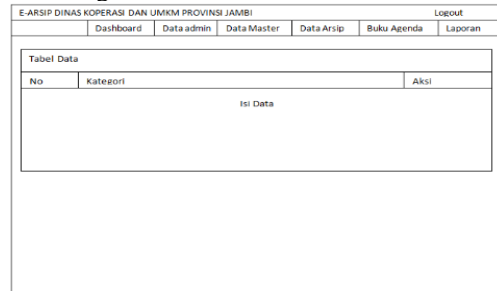 E-ARSIP DINAS KOPERASI DAN UMKM PROVINSI JAMBI Logout
Dashboard Data admin Data Master Data Arsip Buku Agenda Laporan
Tabel Data
No Kategori Aksi
Isi Data